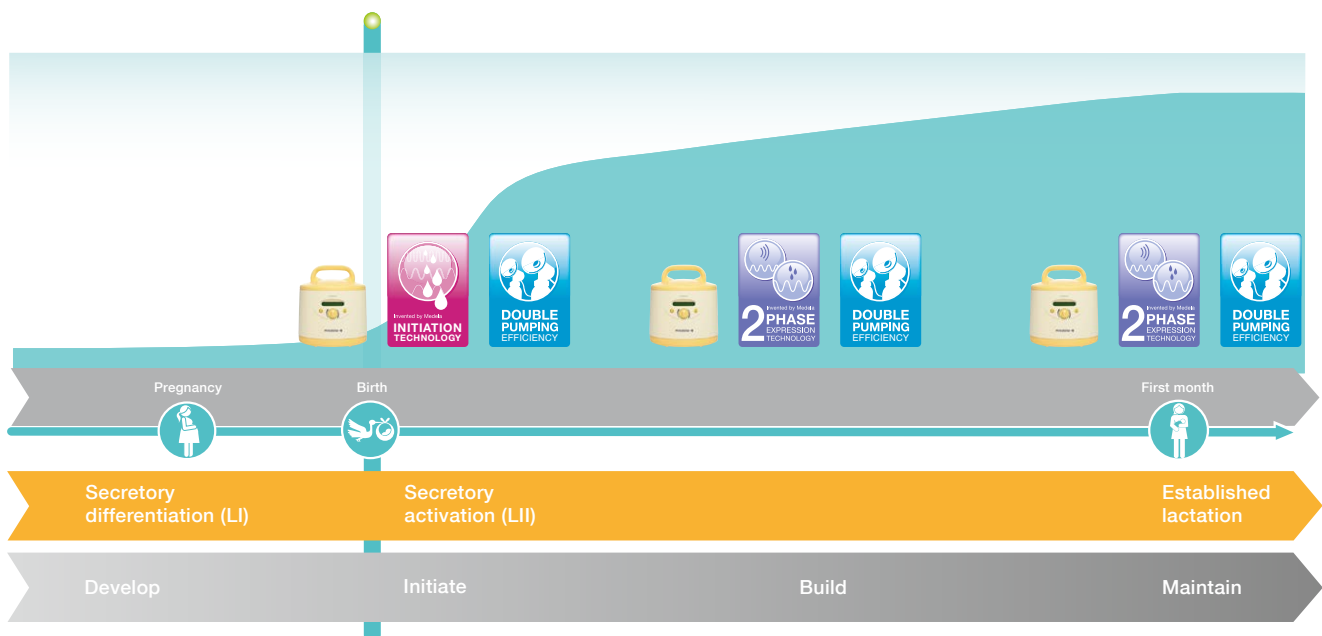 Invented by Medela
INITIATION
TECHNOLOGY
DOUBLE
PUMPING
EFFICIENCY
Invented by Medela
2 PHASE
EXPRESSION
TECHNOLOGY
DOUBLE
PUMPING
EFFICIENCY
Invented by Medela
2 PHASE
EXPRESSION
TECHNOLOGY
DOUBLE
PUMPING
EFFICIENCY
Pregnancy
Birth
First month
Secretory
differentiation (LI)
Secretory
activation (LII)
Established
lactation
Develop
Initiate
Build
Maintain